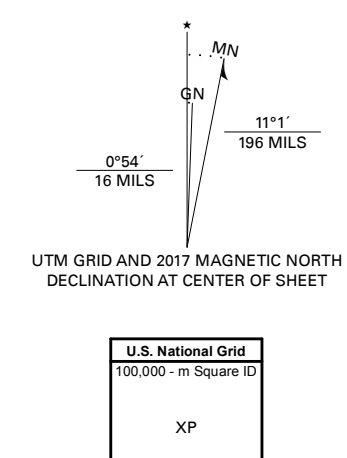 ★
MN
GN
11°1´
196 MILS
0°54´
16 MILS
UTM GRID AND 2017 MAGNETIC NORTH
DECLINATION AT CENTER OF SHEET
U.S. National Grid
100,000 - m Square ID
XP